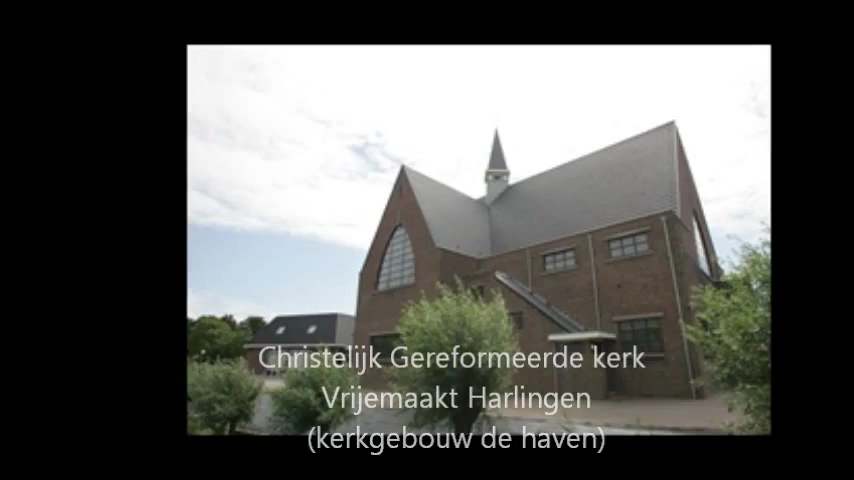 Christelijk Gereformeerde kerk
Vrijemaakt Harlingen
(kerkgebouw de haven)